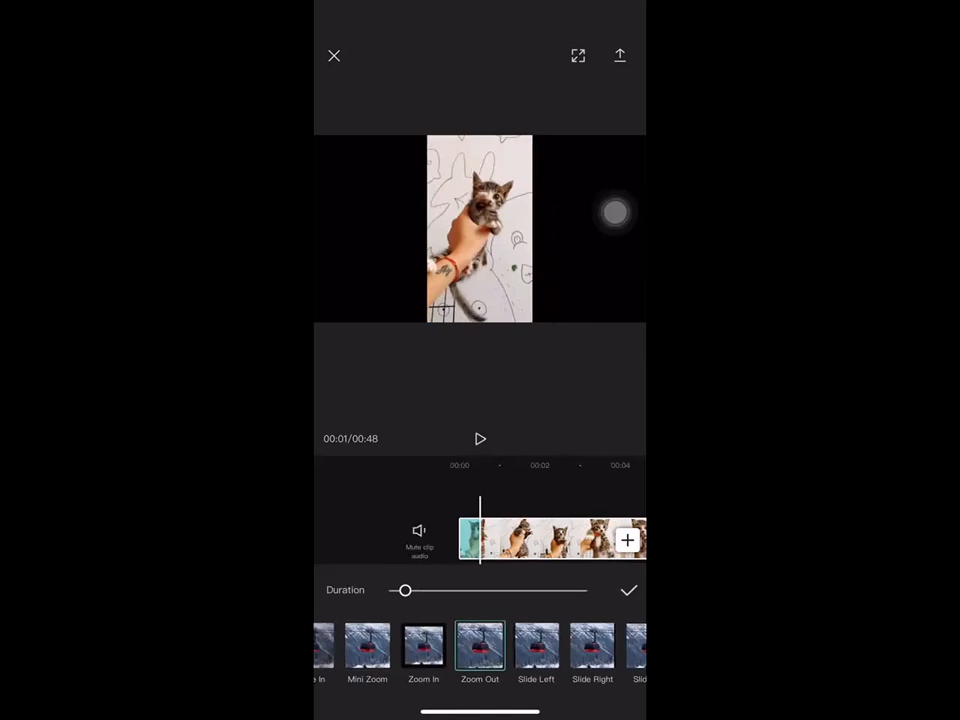 00:01/00:48
00:00
00:02
00:04
Mute clip
audio
Duration
Mini Zoom
Zoom In
Zoom Out
Slide Left
Slide Right